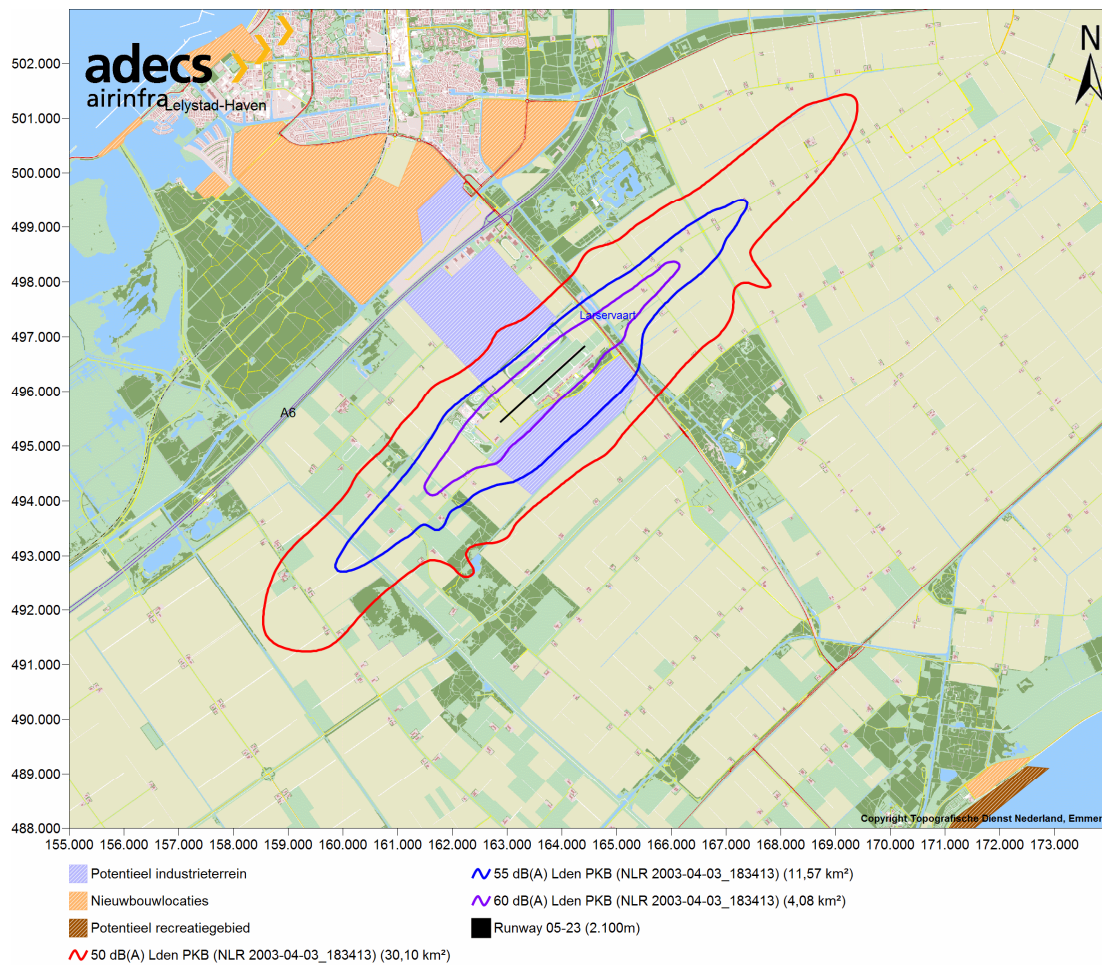 adecs
airinfra
N
Lelystad-Haven
Larservaart
A6
502.000
501.000
500.000
499.000
498.000
497.000
496.000
495.000
494.000
493.000
492.000
491.000
490.000
489.000
488.000
Copyright Topografische Dienst Nederland, Emmen
155.000 156.000 157.000 158.000 159.000 160.000 161.000 162.000 163.000 164.000 165.000 166.000 167.000 168.000 169.000 170.000 171.000 172.000 173.000
Potentieel industrieterrein
Nieuwbouwlocaties
Potentieel recreatiegebied
50 dB(A) Lden PKB (NLR 2003-04-03_183413) (30,10 km²)
55 dB(A) Lden PKB (NLR 2003-04-03_183413) (11,57 km²)
60 dB(A) Lden PKB (NLR 2003-04-03_183413) (4,08 km²)
Runway 05-23 (2.100m)